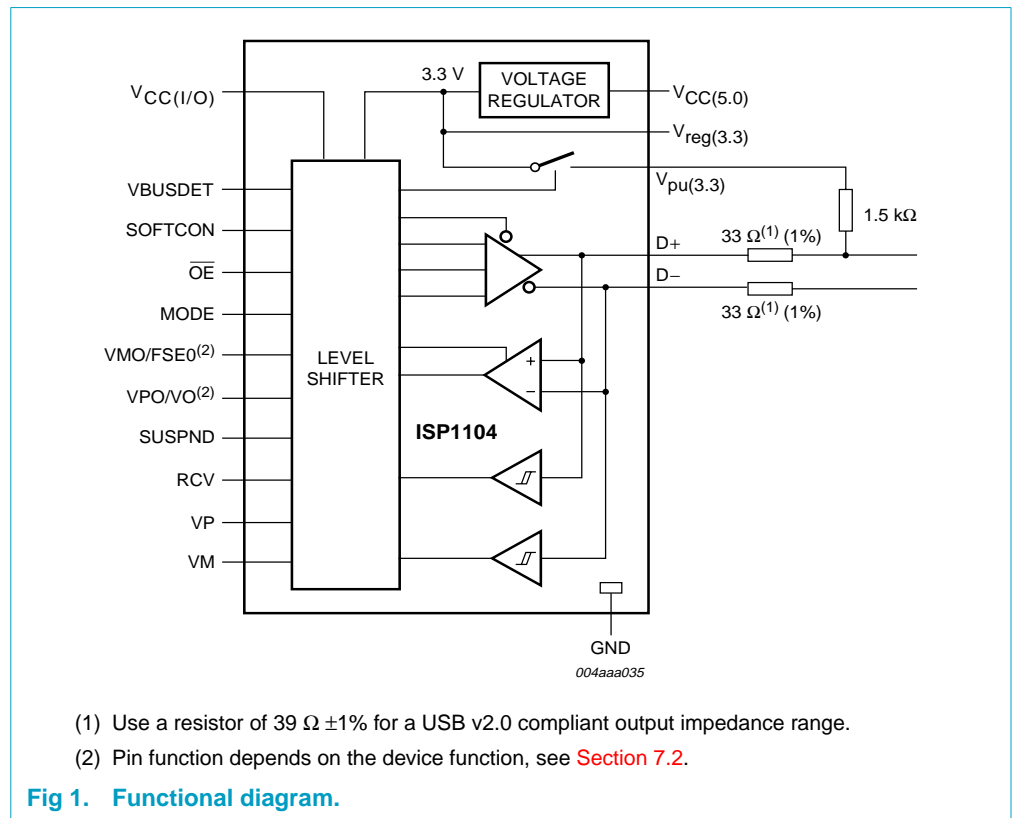 3.3 V
VOLTAGE
REGULATOR
VCC(I/O)
VCC(5.0)
Vreg(3.3)
Vpu(3.3)
VBUSDET
SOFTCON
OE
MODE
VMO/FSE0(2)
VPO/VO(2)
SUSPND
RCV
VP
VM
LEVEL
SHIFTER
1.5 kΩ
D+
33 Ω(1) (1%)
D−
33 Ω(1) (1%)
+
−
ISP1104
GND
004aaa035
(1) Use a resistor of 39 Ω ±1% for a USB v2.0 compliant output impedance range.
(2) Pin function depends on the device function, see Section 7.2.
Fig 1. Functional diagram.